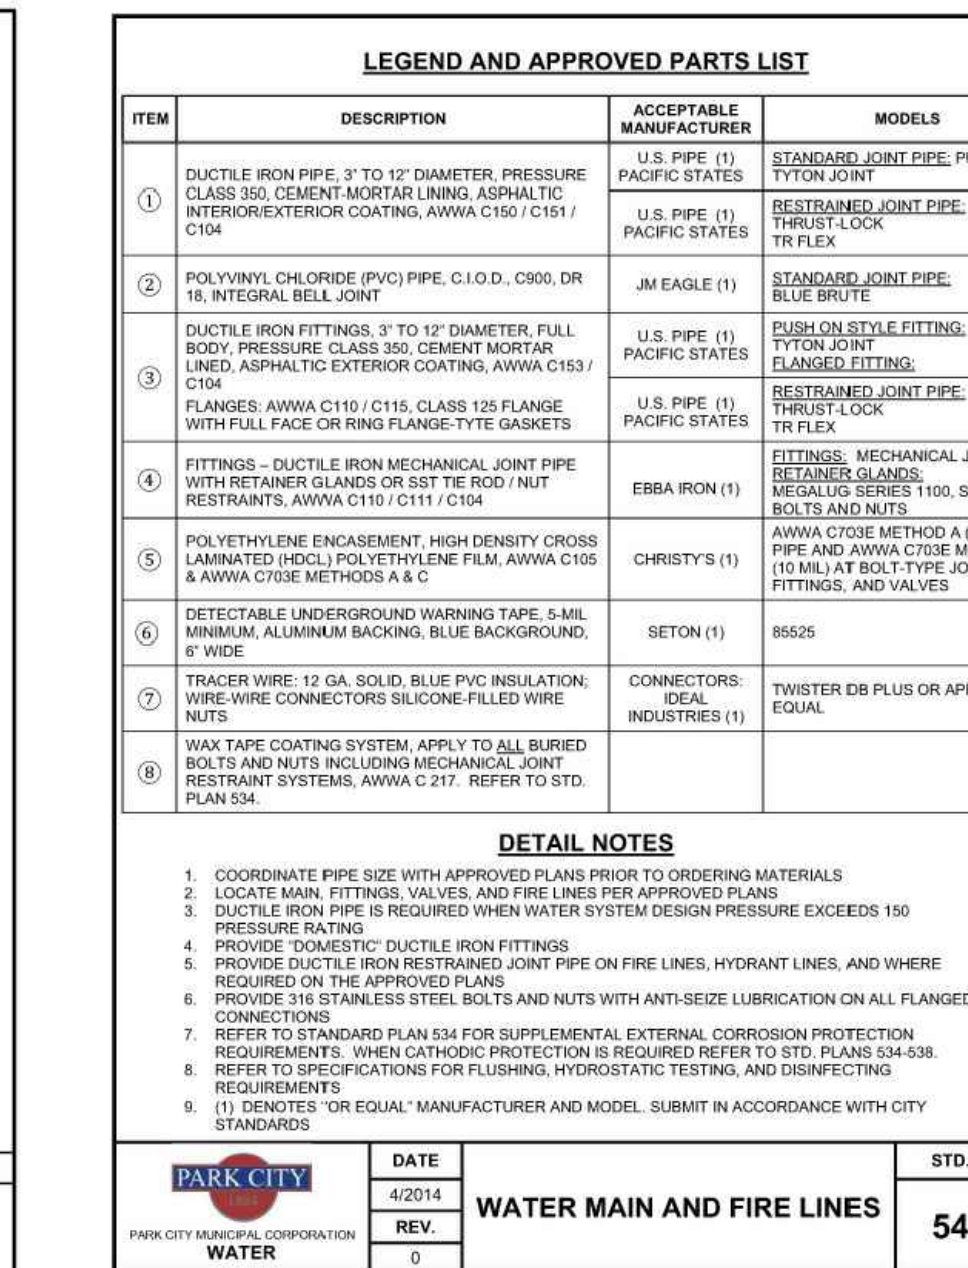 LEGEND AND APPROVED PARTS LIST
ITEM
DESCRIPTION
ACCEPTABLE
MANUFACTURER
MODELS
1
DUCTILE IRON PIPE, 3" TO 12" DIAMETER, PRESSURE
CLASS 350, CEMENT-MORTAR LINING, ASPHALTIC
INTERIOR/EXTERIOR COATING, AWWA C150 / C151 /
C104
U.S. PIPE (1)
PACIFIC STATES
STANDARD JOINT PIPE:
TYTON JOINT
U.S. PIPE (1)
PACIFIC STATES
RESTRAINED JOINT PIPE:
THRUST-LOCK
TR FLEX
2
POLYVINYL CHLORIDE (PVC) PIPE, C.I.O.D., C900, DR
18, INTEGRAL BELL JOINT
JM EAGLE (1)
STANDARD JOINT PIPE:
BLUE BRUTE
3
DUCTILE IRON FITTINGS, 3" TO 12" DIAMETER, FULL
BODY, PRESSURE CLASS 350, CEMENT MORTAR
LINED, ASPHALTIC EXTERIOR COATING, AWWA C153 /
C104
FLANGES: AWWA C110 / C115, CLASS 125 FLANGE
WITH FULL FACE OR RING FLANGE-TYTE GASKETS
U.S. PIPE (1)
PACIFIC STATES
PUSH ON STYLE FITTING:
TYTON JOINT
FLANGED FITTING:
U.S. PIPE (1)
PACIFIC STATES
RESTRAINED JOINT PIPE:
THRUST-LOCK
TR FLEX
4
FITTINGS – DUCTILE IRON MECHANICAL JOINT PIPE
WITH RETAINER GLANDS OR SST TIE ROD / NUT
RESTRAINTS, AWWA C110 / C111 / C104
EBBA IRON (1)
FITTINGS: MECHANICAL
RETAINER GLANDS:
MEGALUG SERIES 1100,
BOLTS AND NUTS
5
POLYETHYLENE ENCASEMENT, HIGH DENSITY CROSS
LAMINATED (HDCL) POLYETHYLENE FILM, AWWA C105
& AWWA C703E METHODS A & C
CHRISTY'S (1)
AWWA C703E METHOD A
PIPE AND AWWA C703E
(10 MIL) AT BOLT-TYPE
FITTINGS, AND VALVES
6
DETECTABLE UNDERGROUND WARNING TAPE, 5-MIL
MINIMUM, ALUMINUM BACKING, BLUE BACKGROUND,
6" WIDE
SETON (1)
85525
7
TRACER WIRE: 12 GA. SOLID, BLUE PVC INSULATION;
WIRE-WIRE CONNECTORS SILICONE-FILLED WIRE
NUTS
CONNECTORS:
IDEAL
INDUSTRIES (1)
TWISTER DB PLUS OR
EQUAL
8
WAX TAPE COATING SYSTEM, APPLY TO ALL BURIED
BOLTS AND NUTS INCLUDING MECHANICAL JOINT
RESTRAINT SYSTEMS, AWWA C 217. REFER TO STD.
PLAN 534.
DETAIL NOTES
1. COORDINATE PIPE SIZE WITH APPROVED PLANS PRIOR TO ORDERING MATERIALS
2. LOCATE MAIN, FITTINGS, VALVES, AND FIRE LINES PER APPROVED PLANS
3. DUCTILE IRON PIPE IS REQUIRED WHEN WATER SYSTEM DESIGN PRESSURE EXCEEDS 150
PRESSURE RATING
4. PROVIDE "DOMESTIC" DUCTILE IRON FITTINGS
5. PROVIDE DUCTILE IRON RESTRAINED JOINT PIPE ON FIRE LINES, HYDRANT LINES, AND WHERE
REQUIRED ON THE APPROVED PLANS
6. PROVIDE 316 STAINLESS STEEL BOLTS AND NUTS WITH ANTI-SEIZE LUBRICATION ON ALL FLANGED
CONNECTIONS
7. REFER TO STANDARD PLAN 534 FOR SUPPLEMENTAL EXTERNAL CORROSION PROTECTION
REQUIREMENTS. WHEN CATHODIC PROTECTION IS REQUIRED REFER TO STD. PLANS 534-538.
8. REFER TO SPECIFICATIONS FOR FLUSHING, HYDROSTATIC TESTING, AND DISINFECTING
REQUIREMENTS
9. (1) DENOTES "OR EQUAL" MANUFACTURER AND MODEL. SUBMIT IN ACCORDANCE WITH CITY
STANDARDS
PARK CITY
1884
PARK CITY MUNICIPAL CORPORATION
WATER
DATE
4/2014
REV.
0
WATER MAIN AND FIRE LINES
STD.
54